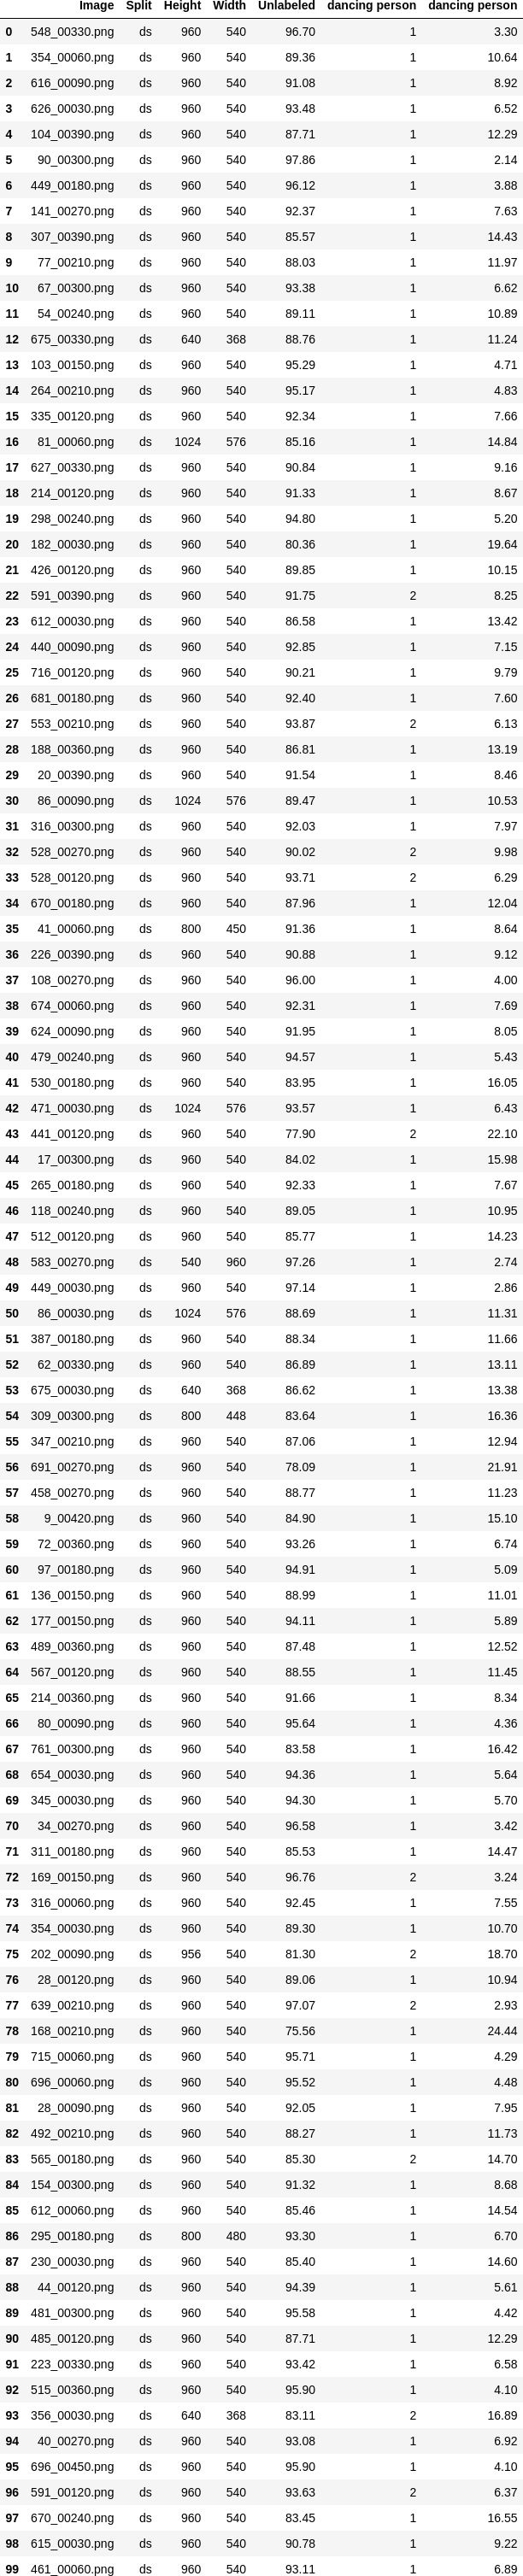 Image Split Height Width Unlabeled dancing person dancing person
0 548_00330.png ds 960 540 96.70 1 3.30
1 354_00060.png ds 960 540 89.36 1 10.64
2 616_00090.png ds 960 540 91.08 1 8.92
3 626_00030.png ds 960 540 93.48 1 6.52
4 104_00390.png ds 960 540 87.71 1 12.29
5 90_00300.png ds 960 540 97.86 1 2.14
6 449_00180.png ds 960 540 96.12 1 3.88
7 141_00270.png ds 960 540 92.37 1 7.63
8 307_00390.png ds 960 540 85.57 1 14.43
9 77_00210.png ds 960 540 88.03 1 11.97
10 67_00300.png ds 960 540 93.38 1 6.62
11 54_00240.png ds 960 540 89.11 1 10.89
12 675_00330.png ds 640 368 88.76 1 11.24
13 103_00150.png ds 960 540 95.29 1 4.71
14 264_00210.png ds 960 540 95.17 1 4.83
15 335_00120.png ds 960 540 92.34 1 7.66
16 81_00060.png ds 1024 576 85.16 1 14.84
17 627_00330.png ds 960 540 90.84 1 9.16
18 214_00120.png ds 960 540 91.33 1 8.67
19 298_00240.png ds 960 540 94.80 1 5.20
20 182_00030.png ds 960 540 80.36 1 19.64
21 426_00120.png ds 960 540 89.85 1 10.15
22 591_00390.png ds 960 540 91.75 2 8.25
23 612_00030.png ds 960 540 86.58 1 13.42
24 440_00090.png ds 960 540 92.85 1 7.15
25 716_00120.png ds 960 540 90.21 1 9.79
26 681_00180.png ds 960 540 92.40 1 7.60
27 553_00210.png ds 960 540 93.87 2 6.13
28 188_00360.png ds 960 540 86.81 1 13.19
29 20_00390.png ds 960 540 91.54 1 8.46
30 86_00090.png ds 1024 576 89.47 1 10.53
31 316_00300.png ds 960 540 92.03 1 7.97
32 528_00270.png ds 960 540 90.02 2 9.98
33 528_00120.png ds 960 540 93.71 2 6.29
34 670_00180.png ds 960 540 87.96 1 12.04
35 41_00060.png ds 800 450 91.36 1 8.64
36 226_00390.png ds 960 540 90.88 1 9.12
37 108_00270.png ds 960 540 96.00 1 4.00
38 674_00060.png ds 960 540 92.31 1 7.69
39 624_00090.png ds 960 540 91.95 1 8.05
40 479_00240.png ds 960 540 94.57 1 5.43
41 530_00180.png ds 960 540 83.95 1 16.05
42 471_00030.png ds 1024 576 93.57 1 6.43
43 441_00120.png ds 960 540 77.90 2 22.10
44 17_00300.png ds 960 540 84.02 1 15.98
45 265_00180.png ds 960 540 92.33 1 7.67
46 118_00240.png ds 960 540 89.05 1 10.95
47 512_00120.png ds 960 540 85.77 1 14.23
48 583_00270.png ds 540 960 97.26 1 2.74
49 449_00030.png ds 960 540 97.14 1 2.86
50 86_00030.png ds 1024 576 88.69 1 11.31
51 387_00180.png ds 960 540 88.34 1 11.66
52 62_00330.png ds 960 540 86.89 1 13.11
53 675_00030.png ds 640 368 86.62 1 13.38
54 309_00300.png ds 800 448 83.64 1 16.36
55 347_00210.png ds 960 540 87.06 1 12.94
56 691_00270.png ds 960 540 78.09 1 21.91
57 458_00270.png ds 960 540 88.77 1 11.23
58 9_00420.png ds 960 540 84.90 1 15.10
59 72_00360.png ds 960 540 93.26 1 6.74
60 97_00180.png ds 960 540 94.91 1 5.09
61 136_00150.png ds 960 540 88.99 1 11.01
62 177_00150.png ds 960 540 94.11 1 5.89
63 489_00360.png ds 960 540 87.48 1 12.52
64 567_00120.png ds 960 540 88.55 1 11.45
65 214_00360.png ds 960 540 91.66 1 8.34
66 80_00090.png ds 960 540 95.64 1 4.36
67 761_00300.png ds 960 540 83.58 1 16.42
68 654_00030.png ds 960 540 94.36 1 5.64
69 345_00030.png ds 960 540 94.30 1 5.70
70 34_00270.png ds 960 540 96.58 1 3.42
71 311_00180.png ds 960 540 85.53 1 14.47
72 169_00150.png ds 960 540 96.76 2 3.24
73 316_00060.png ds 960 540 92.45 1 7.55
74 354_00030.png ds 960 540 89.30 1 10.70
75 202_00090.png ds 956 540 81.30 2 18.70
76 28_00120.png ds 960 540 89.06 1 10.94
77 639_00210.png ds 960 540 97.07 2 2.93
78 168_00210.png ds 960 540 75.56 1 24.44
79 715_00060.png ds 960 540 95.71 1 4.29
80 696_00060.png ds 960 540 95.52 1 4.48
81 28_00090.png ds 960 540 92.05 1 7.95
82 492_00210.png ds 960 540 88.27 1 11.73
83 565_00180.png ds 960 540 85.30 2 14.70
84 154_00300.png ds 960 540 91.32 1 8.68
85 612_00060.png ds 960 540 85.46 1 14.54
86 295_00180.png ds 800 480 93.30 1 6.70
87 230_00030.png ds 960 540 85.40 1 14.60
88 44_00120.png ds 960 540 94.39 1 5.61
89 481_00300.png ds 960 540 95.58 1 4.42
90 485_00120.png ds 960 540 87.71 1 12.29
91 223_00330.png ds 960 540 93.42 1 6.58
92 515_00360.png ds 960 540 95.90 1 4.10
93 356_00030.png ds 640 368 83.11 2 16.89
94 40_00270.png ds 960 540 93.08 1 6.92
95 696_00450.png ds 960 540 95.90 1 4.10
96 591_00120.png ds 960 540 93.63 2 6.37
97 670_00240.png ds 960 540 83.45 1 16.55
98 615_00030.png ds 960 540 90.78 1 9.22
99 461_00060.png ds 960 540 93.11 1 6.89